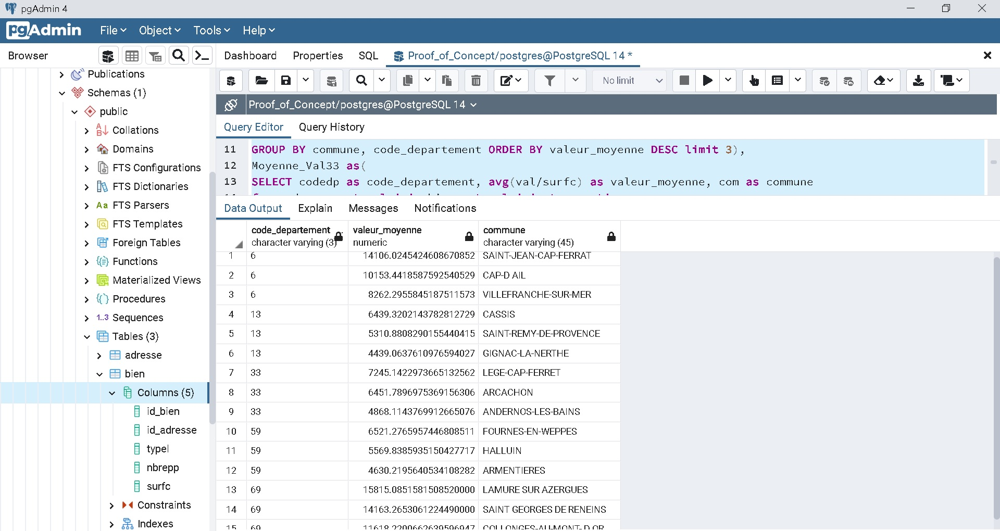 pgAdmin 4
pgAdmin File Object Tools Help
Browser
Dashboard Properties SQL Proof_of_Concept/postgres@PostgreSQL 14 *
No limit
Proof_of_Concept/postgres@PostgreSQL 14
Query Editor Query History
11 GROUP BY commune, code_departement ORDER BY valeur_moyenne DESC limit 3),
12 Moyenne_Val33 as(
13 SELECT codedp as code_departement, avg(val/surfc) as valeur_moyenne, com as commune
Data Output Explain Messages Notifications
code_departement valeur_moyenne commune
character varying (3) numeric character varying (45)
1 6 14106.0245424608670852 SAINT-JEAN-CAP-FERRAT
2 6 10153.4418587592540529 CAP-D AIL
3 6 8262.2955845187511573 VILLEFRANCHE-SUR-MER
4 13 6439.3202143782812729 CASSIS
5 13 5310.8808290155440415 SAINT-REMY-DE-PROVENCE
6 13 4439.0637610976594027 GIGNAC-LA-NERTHE
7 33 7245.1422973665132562 LEGE-CAP-FERRET
8 33 6451.7896975369156306 ARCACHON
9 33 4868.1143769912665076 ANDERNOS-LES-BAINS
10 59 6521.2765957446808511 FOURNES-EN-WEPPES
11 59 5569.8385935150427717 HALLUIN
12 59 4630.2195640534108282 ARMENTIERES
13 69 15815.0851581508520000 LAMURE SUR AZERGUES
14 69 14163.2653061224490000 SAINT GEORGES DE RENEINS
15 69 11618.2200662639596947 COLLONGES-AU-MONT- D OR
Publications
Schemas (1)
public
Collations
Domains
FTS Configurations
FTS Dictionaries
Aa FTS Parsers
FTS Templates
Foreign Tables
Functions
Materialized Views
Procedures
1..3 Sequences
Tables (3)
adresse
bien
Columns (5)
id_bien
id_adresse
typel
nbrepp
surfc
Constraints
Indexes